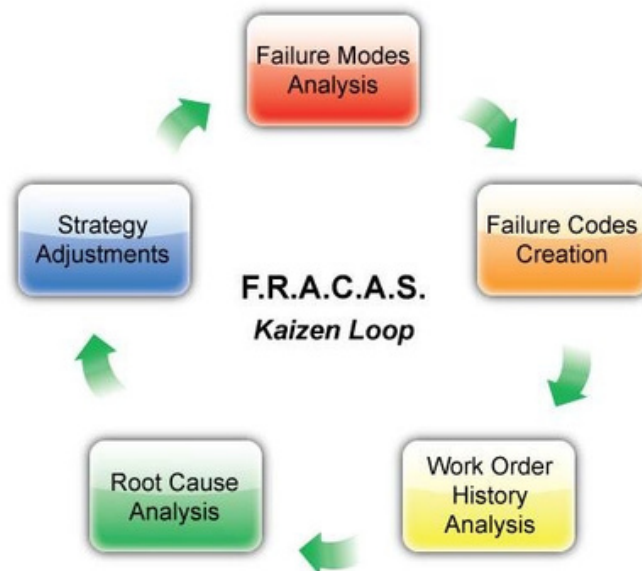 Failure Modes
Analysis
Failure Codes
Creation
Work Order
History
Analysis
Root Cause
Analysis
Strategy
Adjustments
F.R.A.C.A.S.
Kaizen Loop